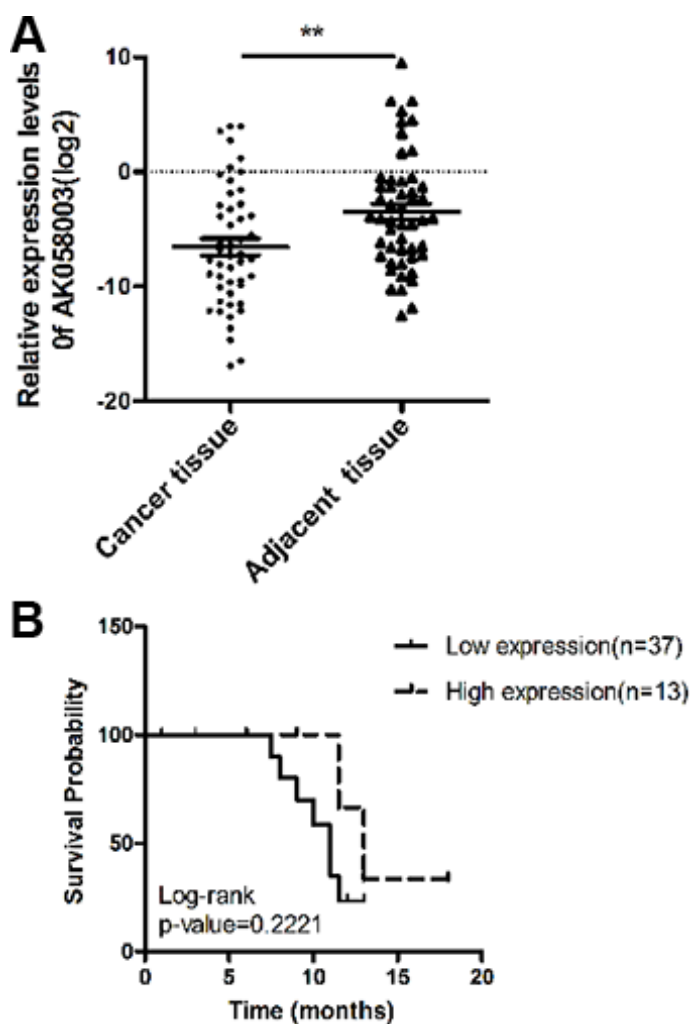 A
**
10
0
-10
-20
Relative expression levels
0f AK058003(log2)
Cancer tissue
Adjacent tissue
B
150
100
50
0
Survival Probability
Low expression(n=37)
High expression(n=13)
Log-rank
p-value=0.2221
0 5 10 15 20
Time (months)